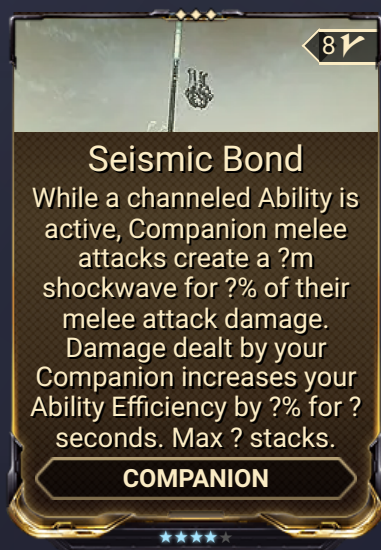 8
Seismic Bond
While a channeled Ability is
active, Companion melee
attacks create a ?m
shockwave for ?% of their
melee attack damage.
Damage dealt by your
Companion increases your
Ability Efficiency by ?% for ?
seconds. Max ? stacks.
COMPANION